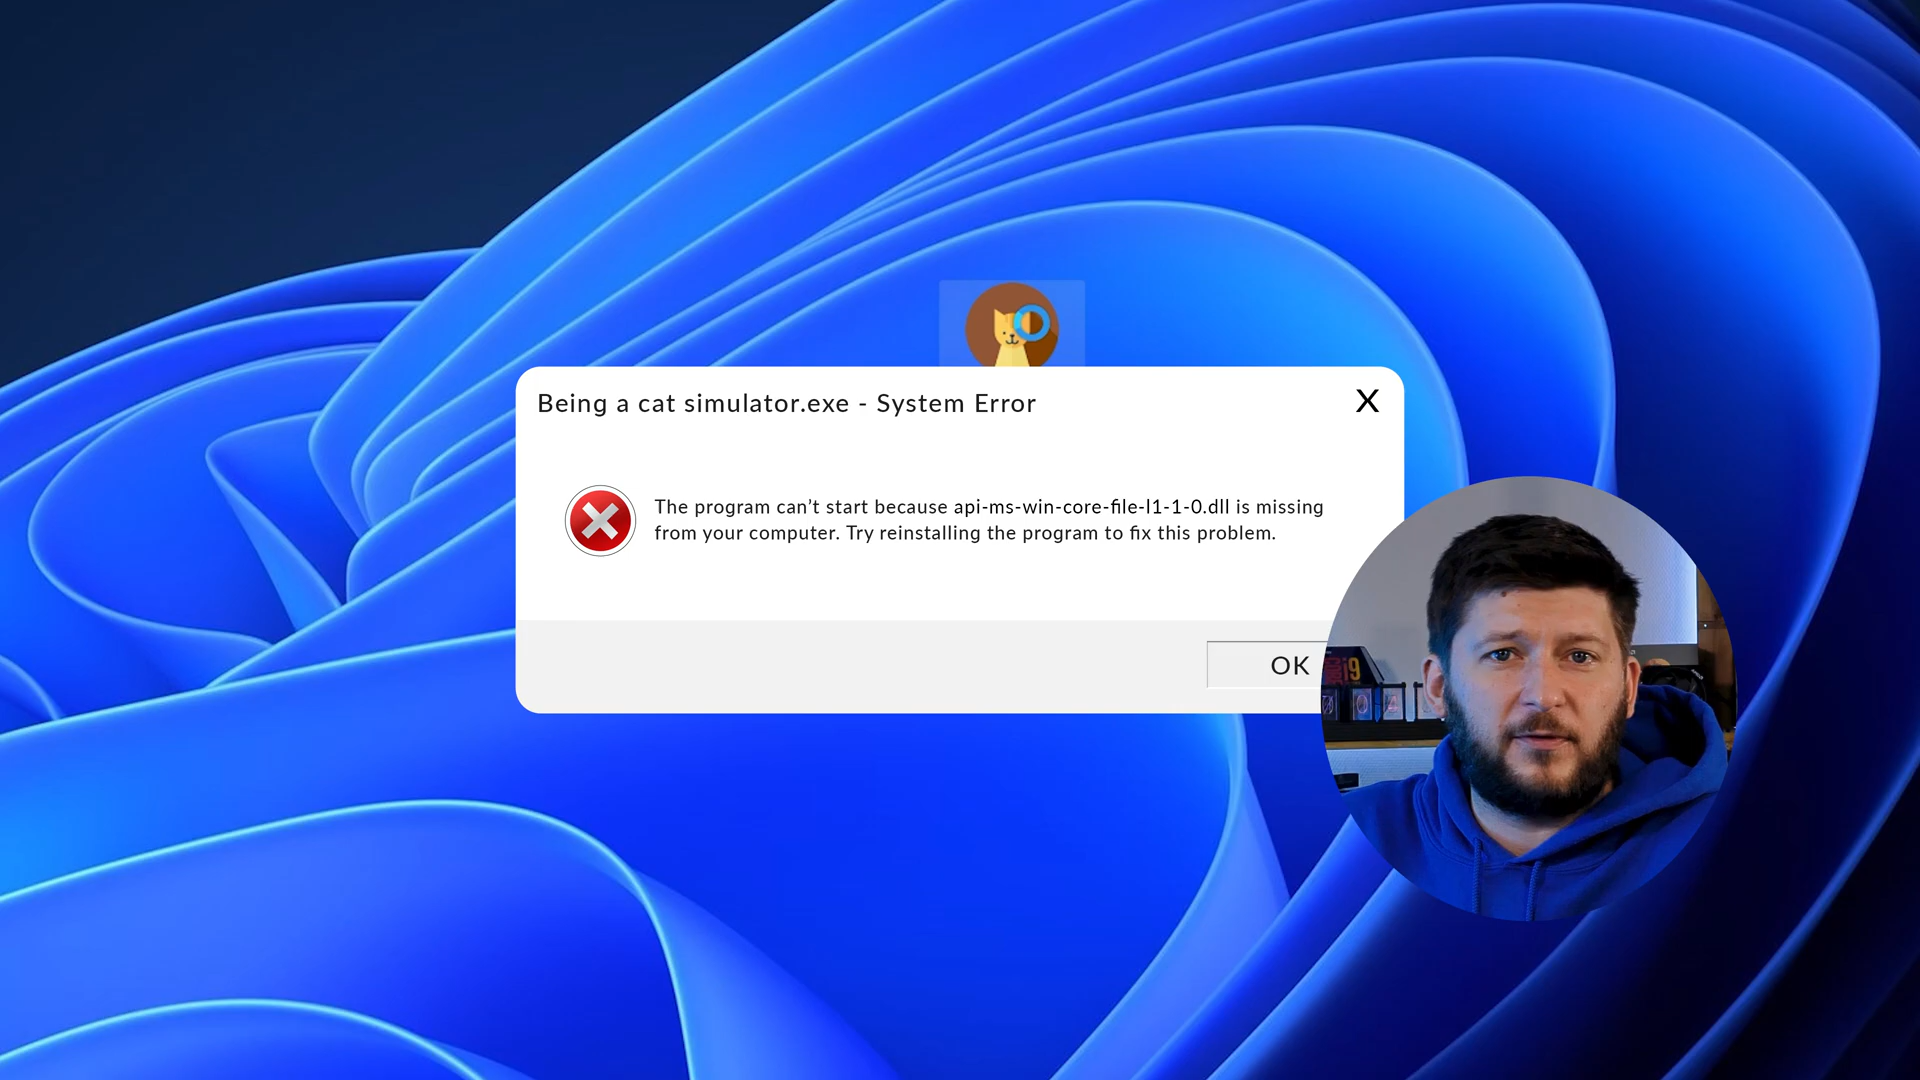 Being a cat simulator.exe - System Error
X
The program can’t start because api-ms-win-core-file-l1-1-0.dll is missing
from your computer. Try reinstalling the program to fix this problem.
OK
i9